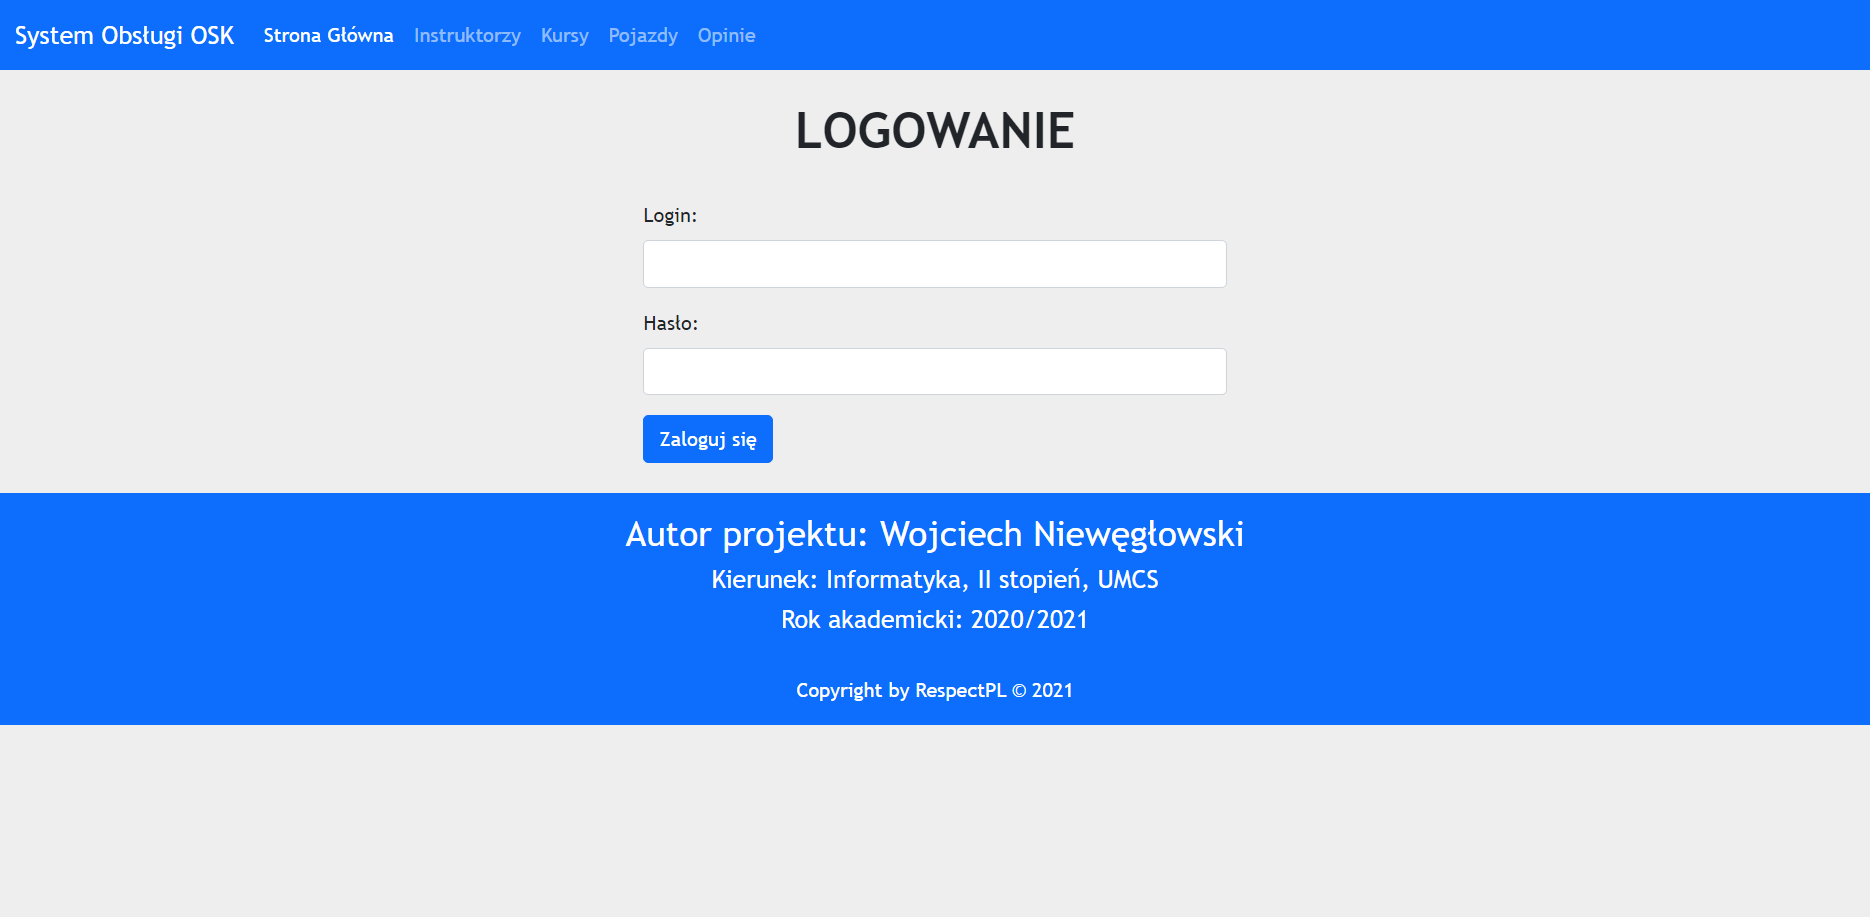 System Obsługi OSK Strona Główna Instruktorzy Kursy Pojazdy Opinie
LOGOWANIE
Login:
Hasło:
Zaloguj się
Autor projektu: Wojciech Niewęgłowski
Kierunek: Informatyka, II stopień, UMCS
Rok akademicki: 2020/2021
Copyright by RespectPL © 2021